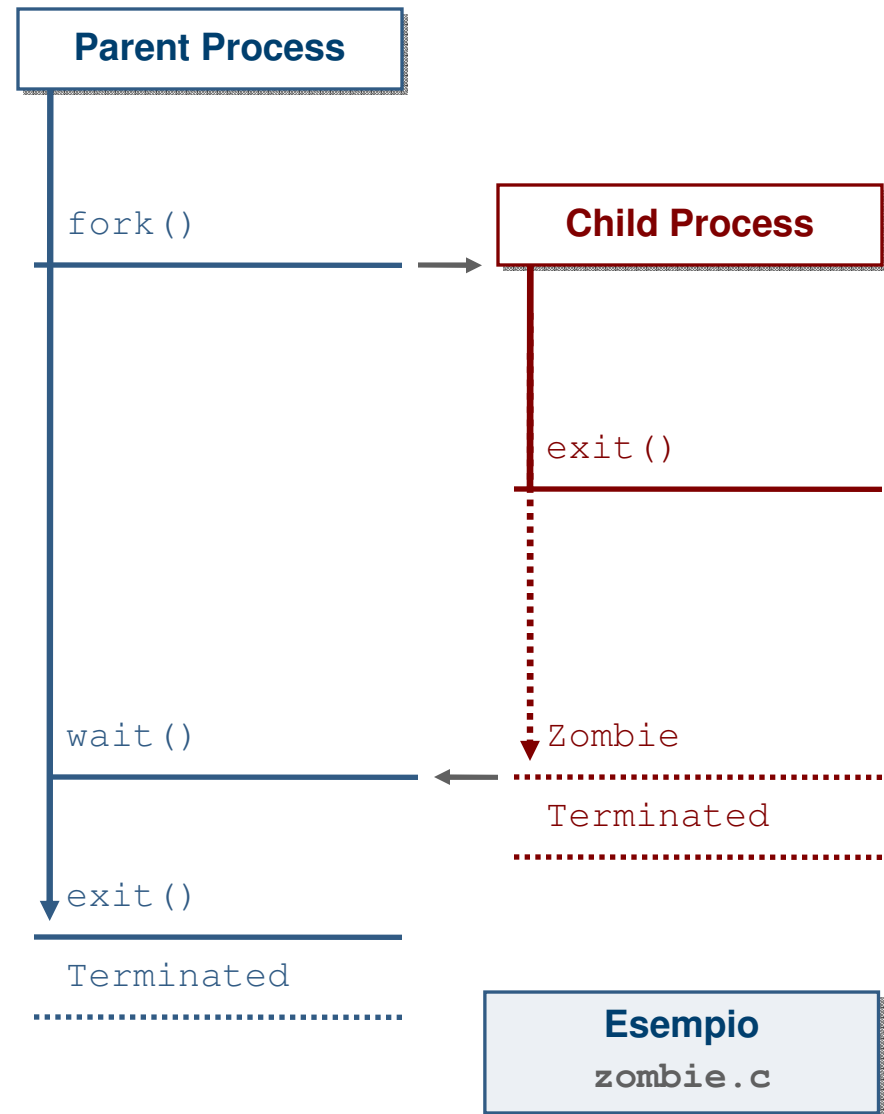 Parent Process
fork()
Child Process
exit()
wait()
Zombie
Terminated
exit()
Terminated
Esempio
zombie.c